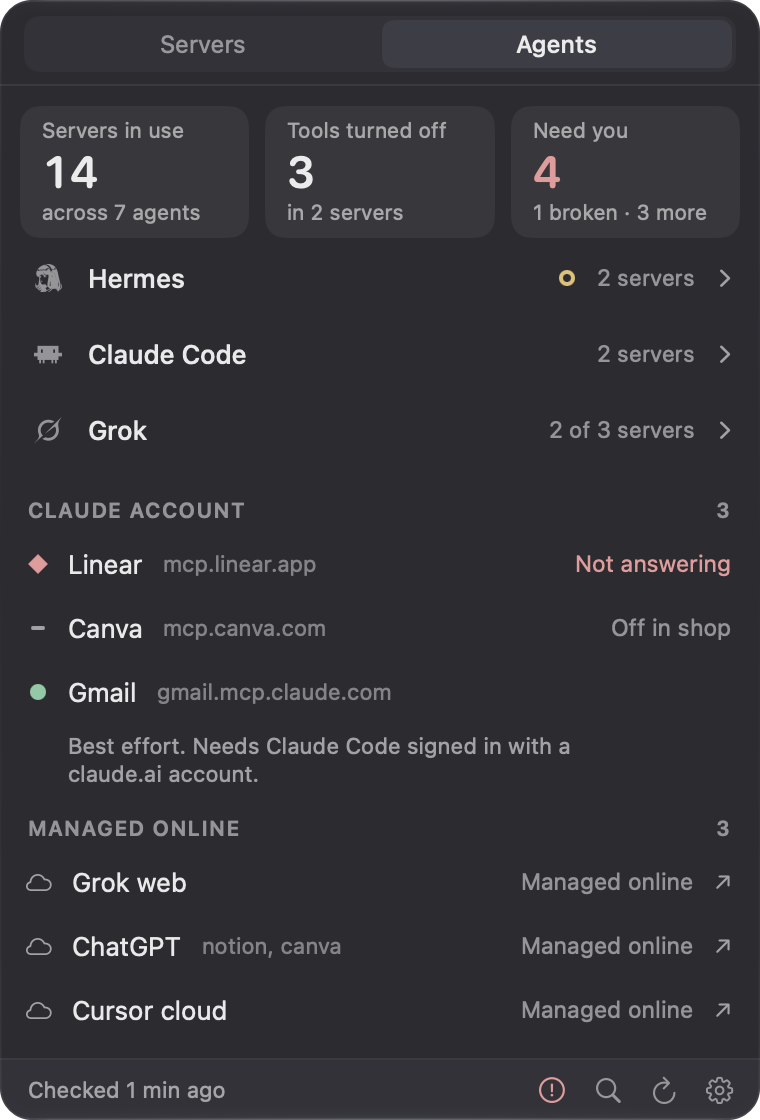 Servers
Agents
Servers in use
14
across 7 agents
Tools turned off
3
in 2 servers
Need you
4
1 broken · 3 more
Hermes 2 servers
Claude Code 2 servers
Grok 2 of 3 servers
CLAUDE ACCOUNT 3
Linear mcp.linear.app Not answering
Canva mcp.canva.com Off in shop
Gmail gmail.mcp.claude.com
Best effort. Needs Claude Code signed in with a
claude.ai account.
MANAGED ONLINE 3
Grok web Managed online
ChatGPT notion, canva Managed online
Cursor cloud Managed online
Checked 1 min ago